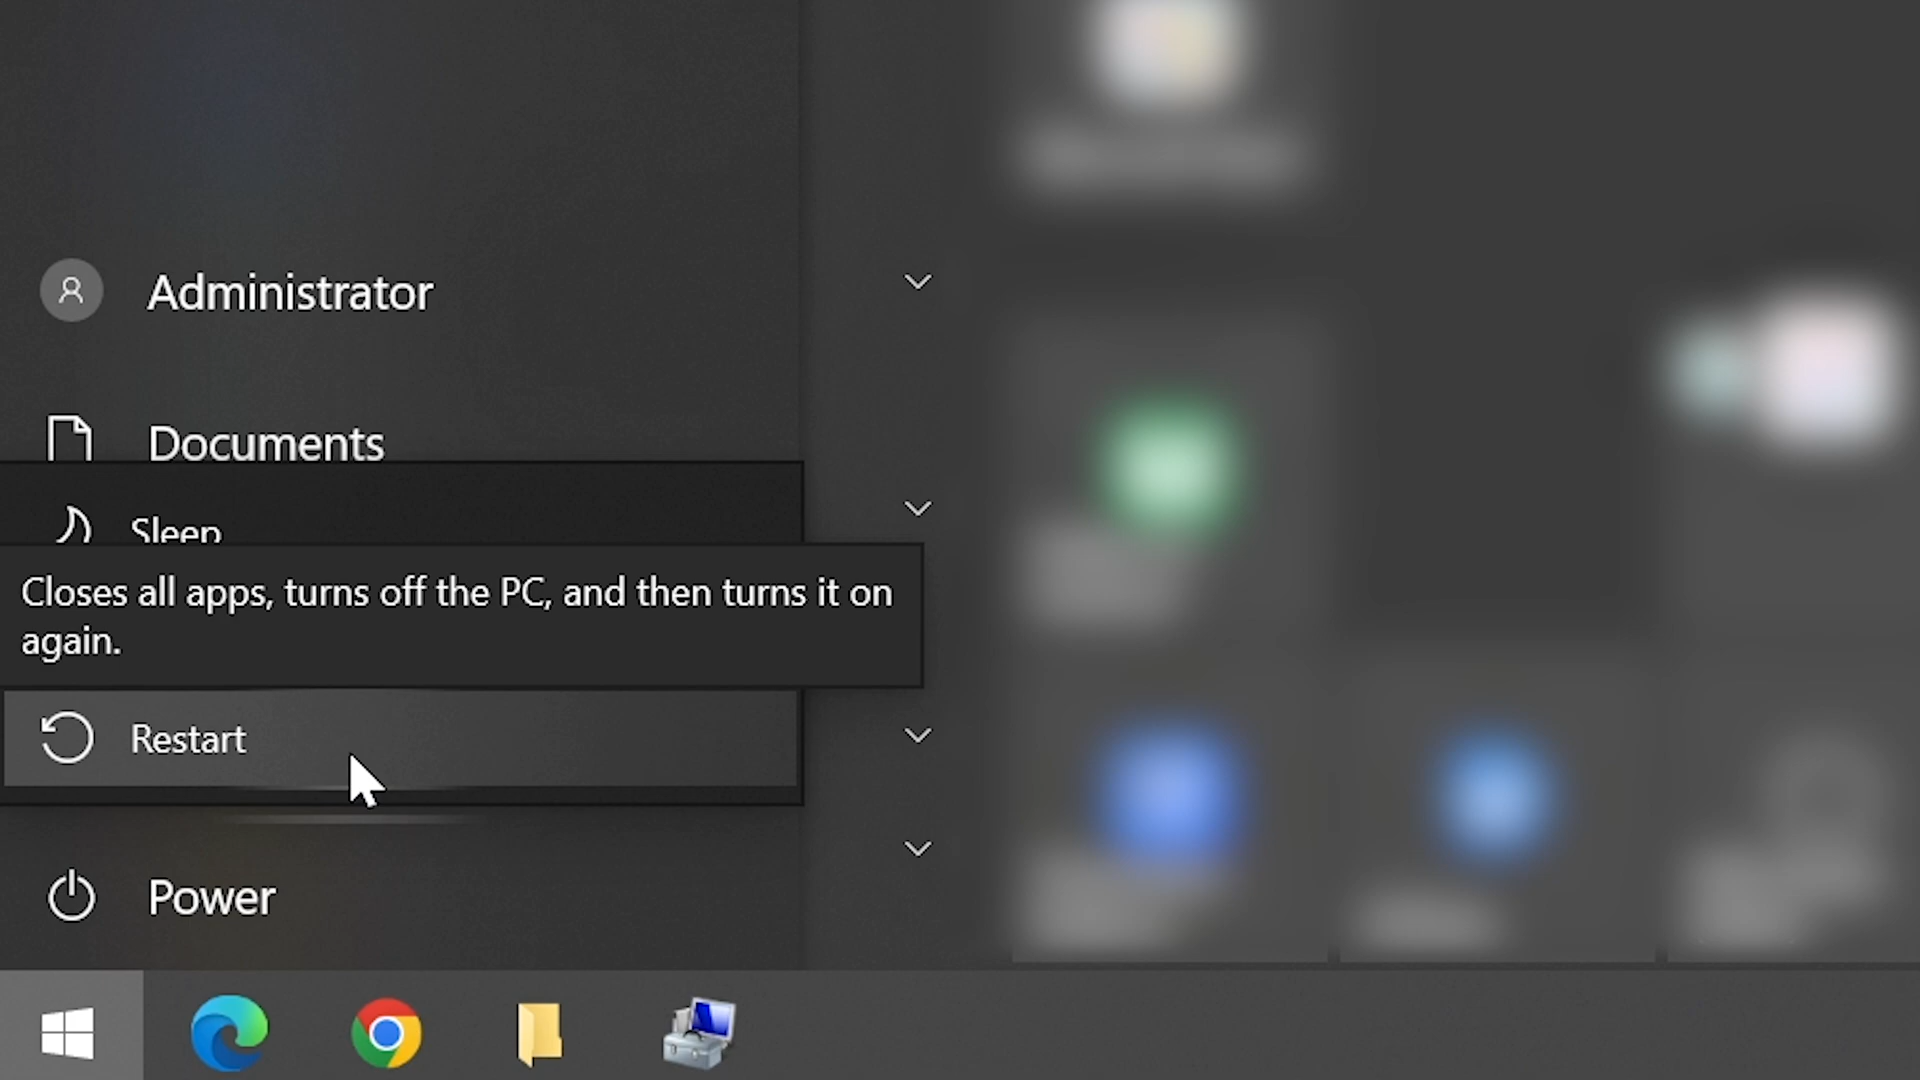 Administrator
Documents
Sleep
Closes all apps, turns off the PC, and then turns it on
again.
Restart
Power